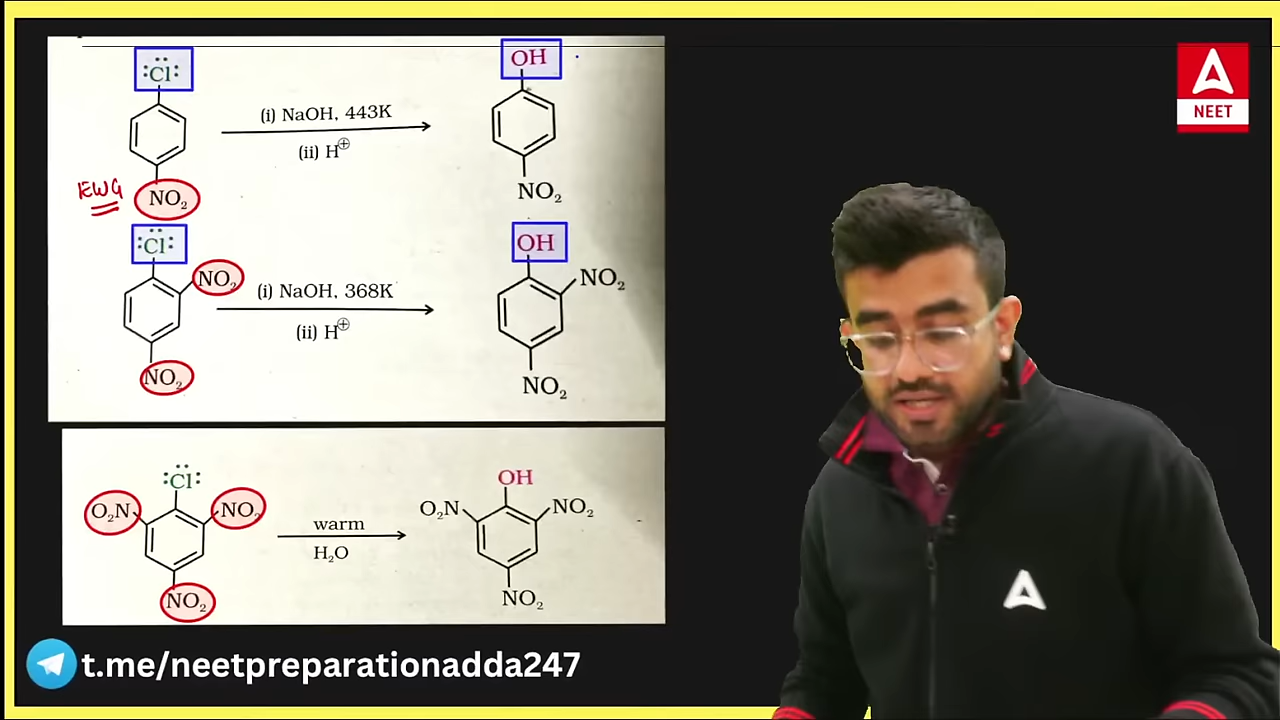 :Cl:
(i) NaOH, 443K
(ii) H⊕
OH
EWG
NO₂
NO₂
:Cl:
NO₂
(i) NaOH, 368K
(ii) H⊕
OH
NO₂
NO₂
NO₂
:Cl:
O₂N
NO₂
warm
H₂O
NO₂
OH
O₂N
NO₂
NO₂
t.me/neetpreparationadda247
A
NEET